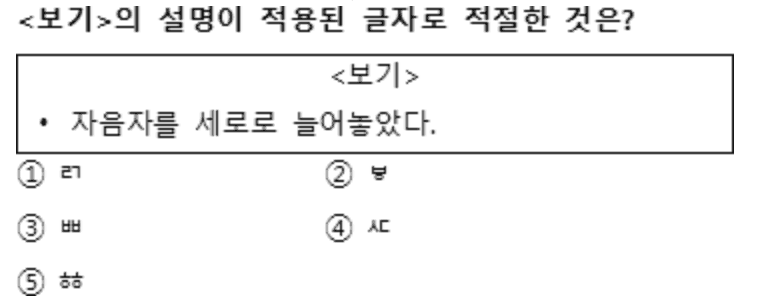 <보기>의 설명이 적용된 글자로 적절한 것은?
<보기>
• 자음자를 세로로 늘어놓았다.
① ㄺ ② ㅸ
③ ㅃ ④ ㅼ
⑤ ㆅ